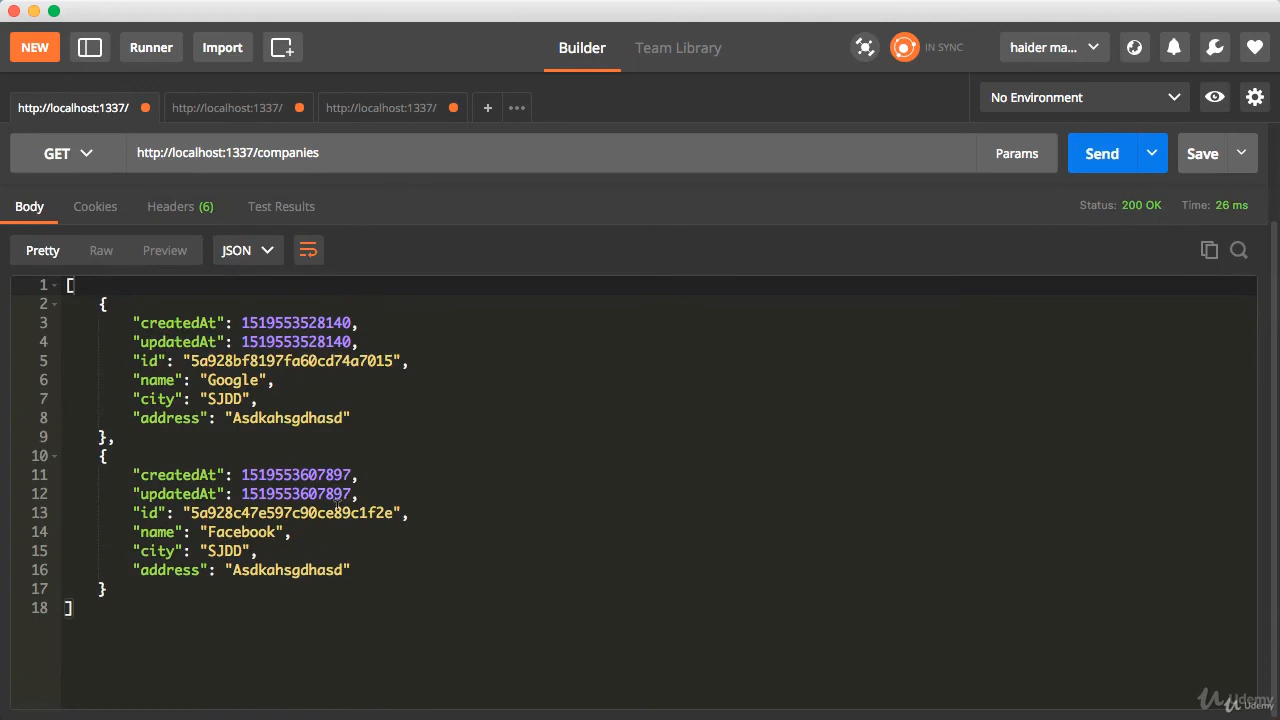 NEW Runner Import Builder Team Library IN SYNC haider ma...
http://localhost:1337/ http://localhost:1337/ http://localhost:1337/ + ••• No Environment
GET http://localhost:1337/companies Params Send Save
Body Cookies Headers (6) Test Results Status: 200 OK Time: 26 ms
Pretty Raw Preview JSON
1 [
2 {
3 "createdAt": 1519553528140,
4 "updatedAt": 1519553528140,
5 "id": "5a928bf8197fa60cd74a7015",
6 "name": "Google",
7 "city": "SJDD",
8 "address": "Asdkahsgdhasd"
9 },
10 {
11 "createdAt": 1519553607897,
12 "updatedAt": 1519553607897,
13 "id": "5a928c47e597c90ce89c1f2e",
14 "name": "Facebook",
15 "city": "SJDD",
16 "address": "Asdkahsgdhasd"
17 }
18 ]
Udemy
Udemy